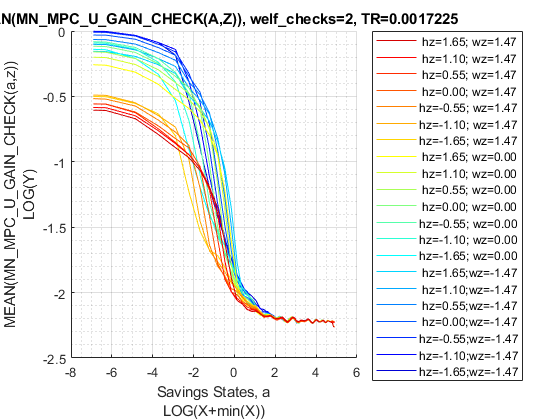 AN(MN_MPC_U_GAIN_CHECK(A,Z)), welf_checks=2, TR=0.0017225
MEAN(MN_MPC_U_GAIN_CHECK(a,z))
LOG(Y)
0
-0.5
-1
-1.5
-2
-2.5
-8
-6
-4
-2
0
2
4
6
Savings States, a
LOG(X+min(X))
hz=1.65; wz=1.47
hz=1.10; wz=1.47
hz=0.55; wz=1.47
hz=0.00; wz=1.47
hz=-0.55; wz=1.47
hz=-1.10; wz=1.47
hz=-1.65; wz=1.47
hz=1.65; wz=0.00
hz=1.10; wz=0.00
hz=0.55; wz=0.00
hz=0.00; wz=0.00
hz=-0.55; wz=0.00
hz=-1.10; wz=0.00
hz=-1.65; wz=0.00
hz=1.65;wz=-1.47
hz=1.10;wz=-1.47
hz=0.55;wz=-1.47
hz=0.00;wz=-1.47
hz=-0.55;wz=-1.47
hz=-1.10;wz=-1.47
hz=-1.65;wz=-1.47